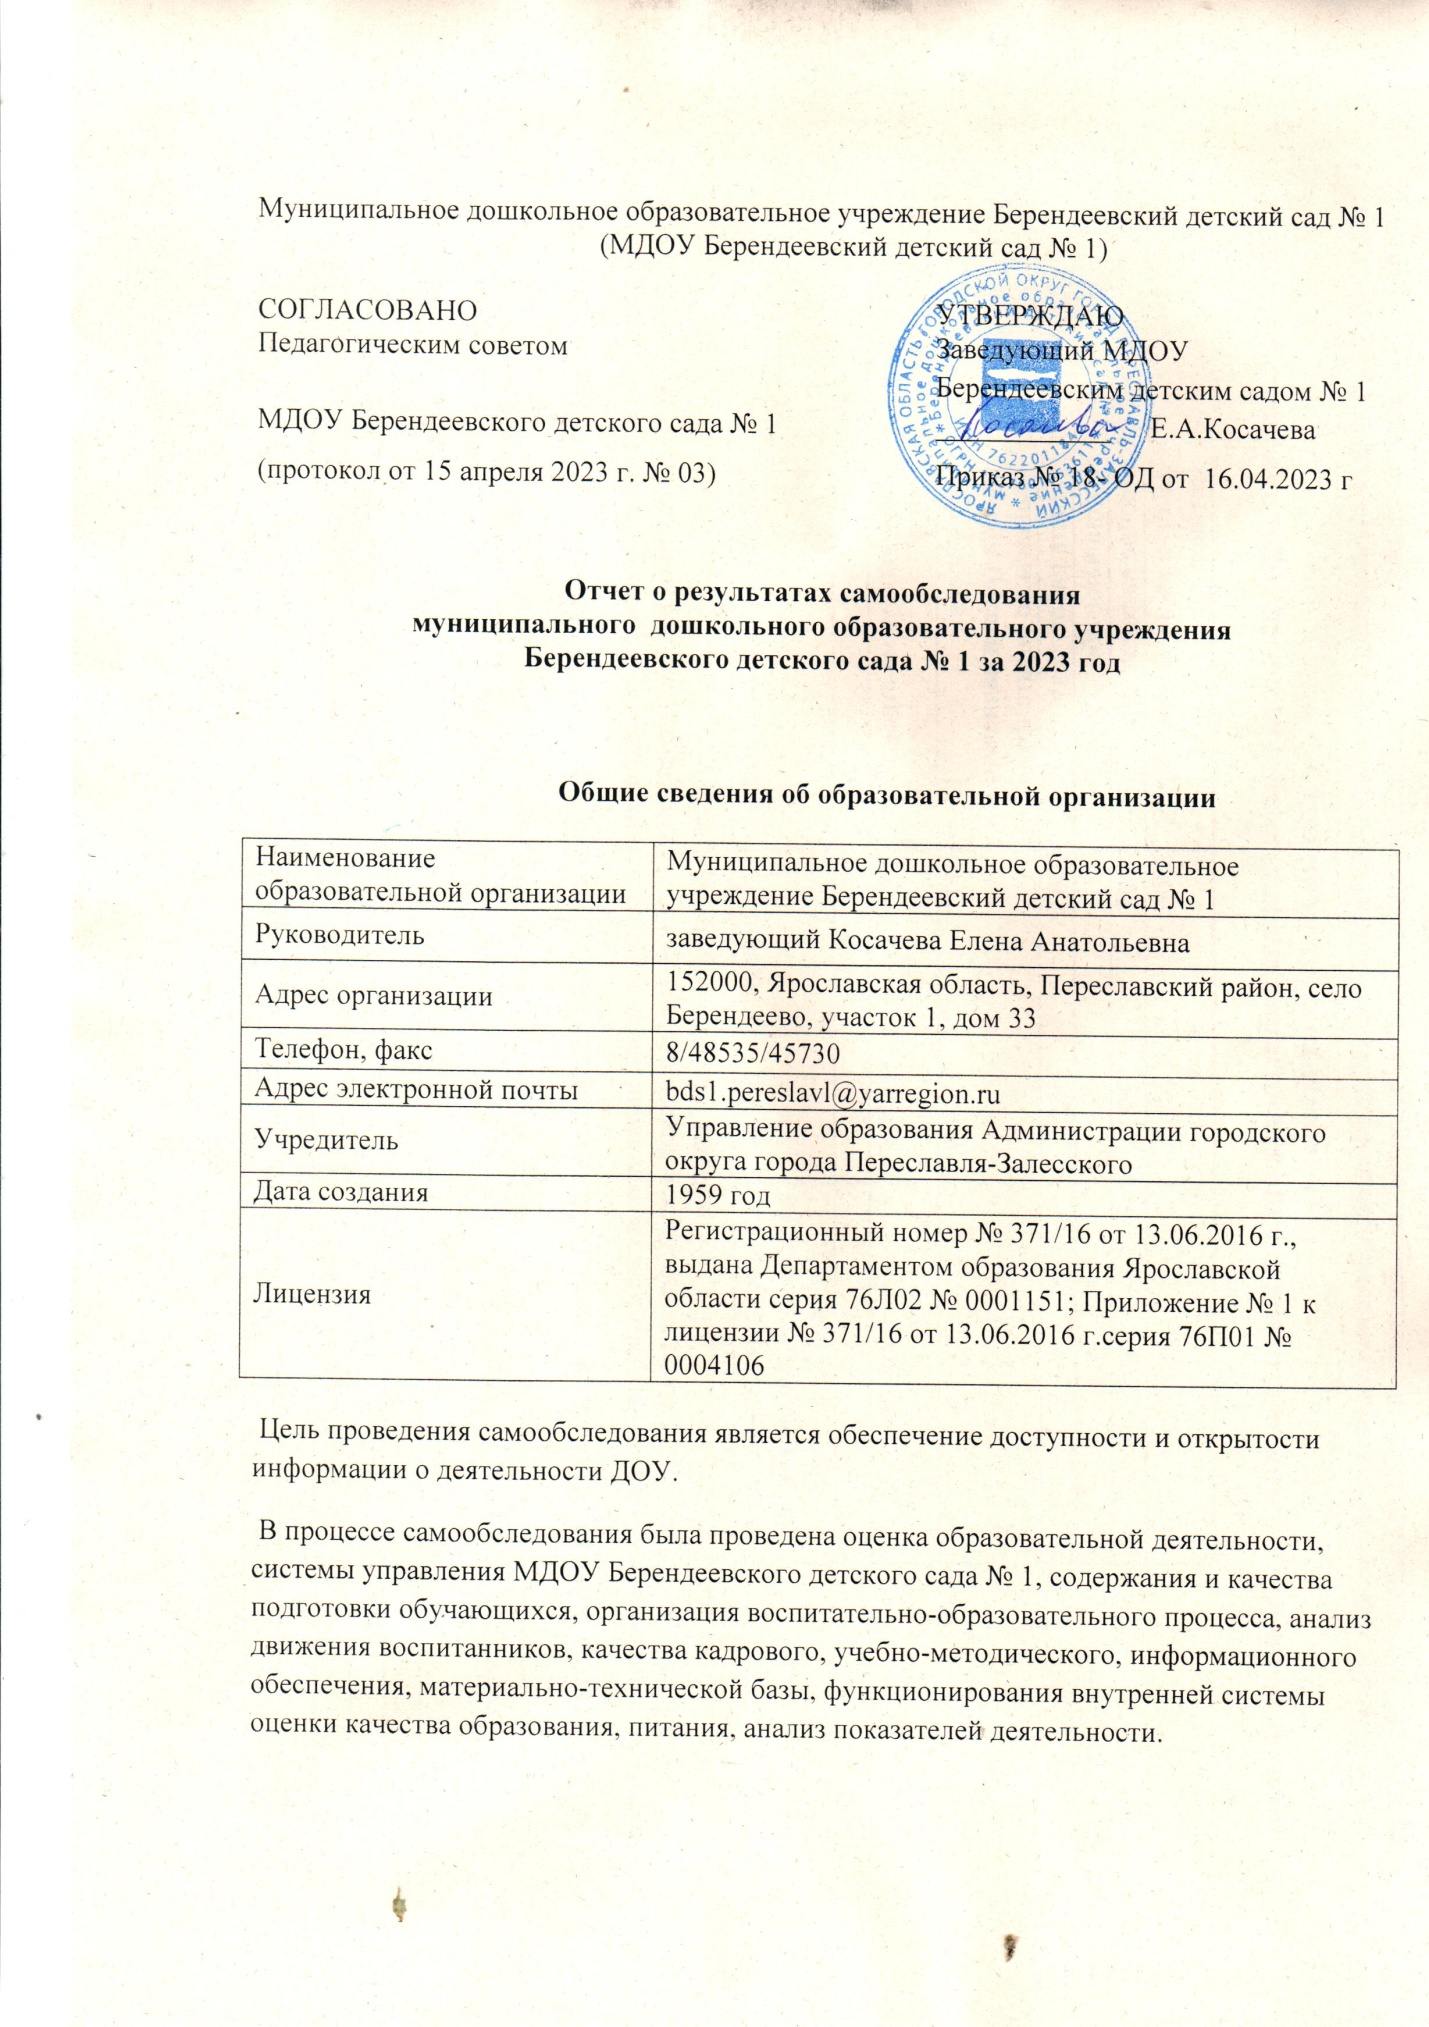 Муниципальное дошкольное образовательное учреждение Берендеевский детский сад № 1
(МДОУ Берендеевский детский сад № 1)
СОГЛАСОВАНО
Педагогическим советом
МДОУ Берендеевского детского сада № 1
(протокол от 15 апреля 2023 г. № 03)
УТВЕРЖДАЮ
Заведующий МДОУ
Берендеевским детским садом № 1
Е.А.Косачева
Приказ № 18- ОД от 16.04.2023 г
ЯРОСЛАВСКАЯ ОБЛАСТЬ ГОРОДСКОЙ ОКРУГ ГОРОД ПЕРЕСЛАВЛЬ-ЗАЛЕССКИЙ
Отчет о результатах самообследования
муниципального дошкольного образовательного учреждения
Берендеевского детского сада № 1 за 2023 год
Общие сведения об образовательной организации
Наименование
образовательной организации
Муниципальное дошкольное образовательное
учреждение Берендеевский детский сад № 1
Руководитель
заведующий Косачева Елена Анатольевна
Адрес организации
152000, Ярославская область, Переславский район, село
Берендеево, участок 1, дом 33
Телефон, факс
8/48535/45730
Адрес электронной почты
bds1.pereslavl@yarregion.ru
Учредитель
Управление образования Администрации городского
округа города Переславля-Залесского
Дата создания
1959 год
Лицензия
Регистрационный номер № 371/16 от 13.06.2016 г.,
выдана Департаментом образования Ярославской
области серия 76Л02 № 0001151; Приложение № 1 к
лицензии № 371/16 от 13.06.2016 г.серия 76П01 №
0004106
Цель проведения самообследования является обеспечение доступности и открытости
информации о деятельности ДОУ.
В процессе самообследования была проведена оценка образовательной деятельности,
системы управления МДОУ Берендеевского детского сада № 1, содержания и качества
подготовки обучающихся, организация воспитательно-образовательного процесса, анализ
движения воспитанников, качества кадрового, учебно-методического, информационного
обеспечения, материально-технической базы, функционирования внутренней системы
оценки качества образования, питания, анализ показателей деятельности.